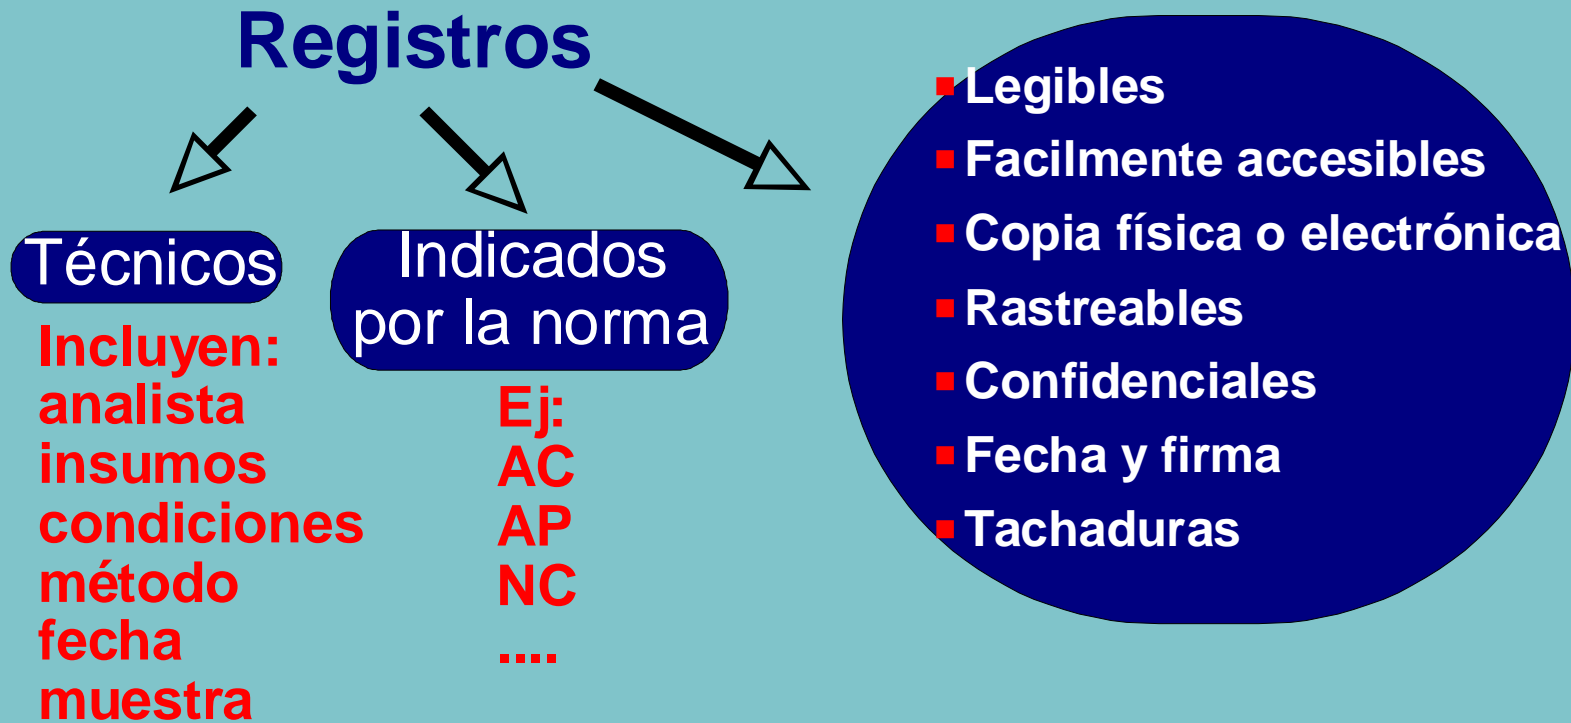 Registros
Técnicos
Incluyen:
analista
insumos
condiciones
método
fecha
muestra
Indicados
por la norma
Ej:
AC
AP
NC
....
Legibles
Facilmente accesibles
Copia física o electrónica
Rastreables
Confidenciales
Fecha y firma
Tachaduras